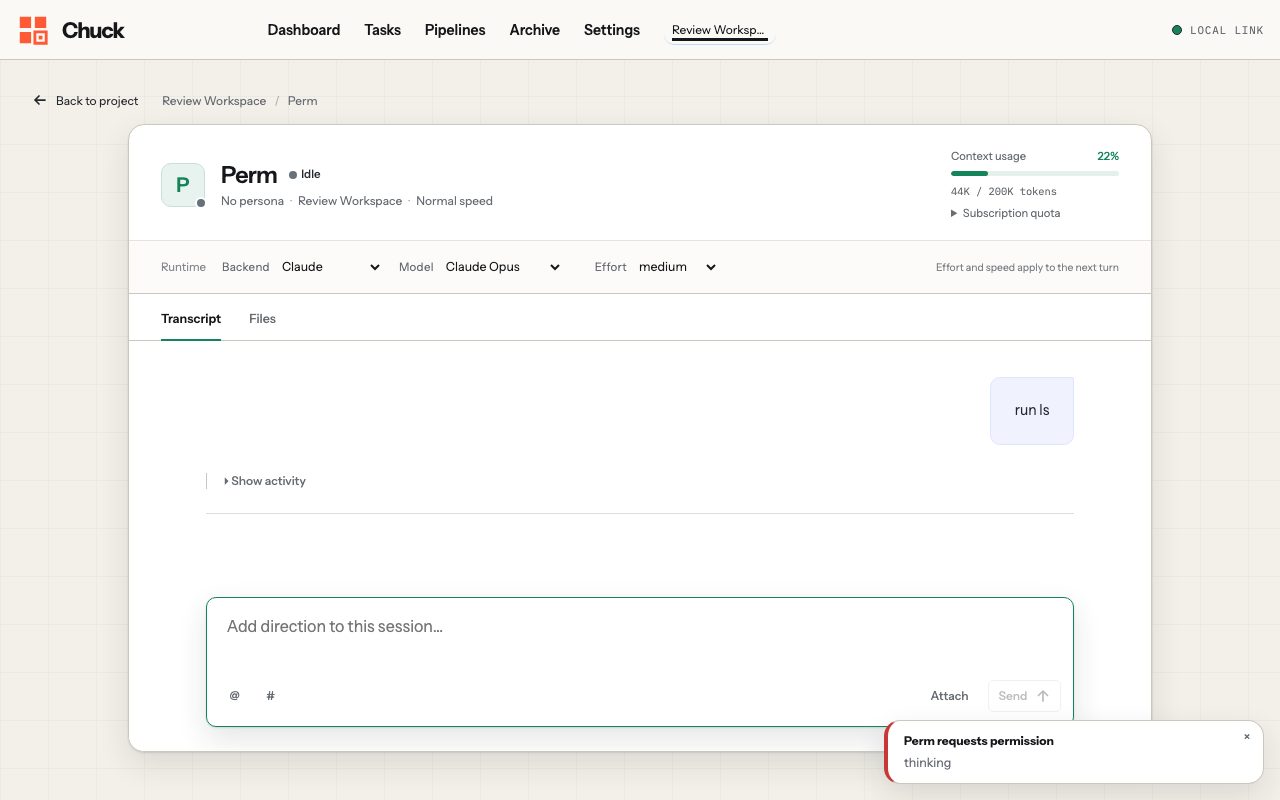 Chuck
Dashboard Tasks Pipelines Archive Settings Review Worksp...
LOCAL LINK
Back to project Review Workspace / Perm
P
Perm Idle
No persona · Review Workspace · Normal speed
Context usage 22%
44K / 200K tokens
Subscription quota
Runtime Backend Claude Model Claude Opus Effort medium Effort and speed apply to the next turn
Transcript Files
run ls
Show activity
Add direction to this session...
@ # Attach Send
Perm requests permission ×
thinking